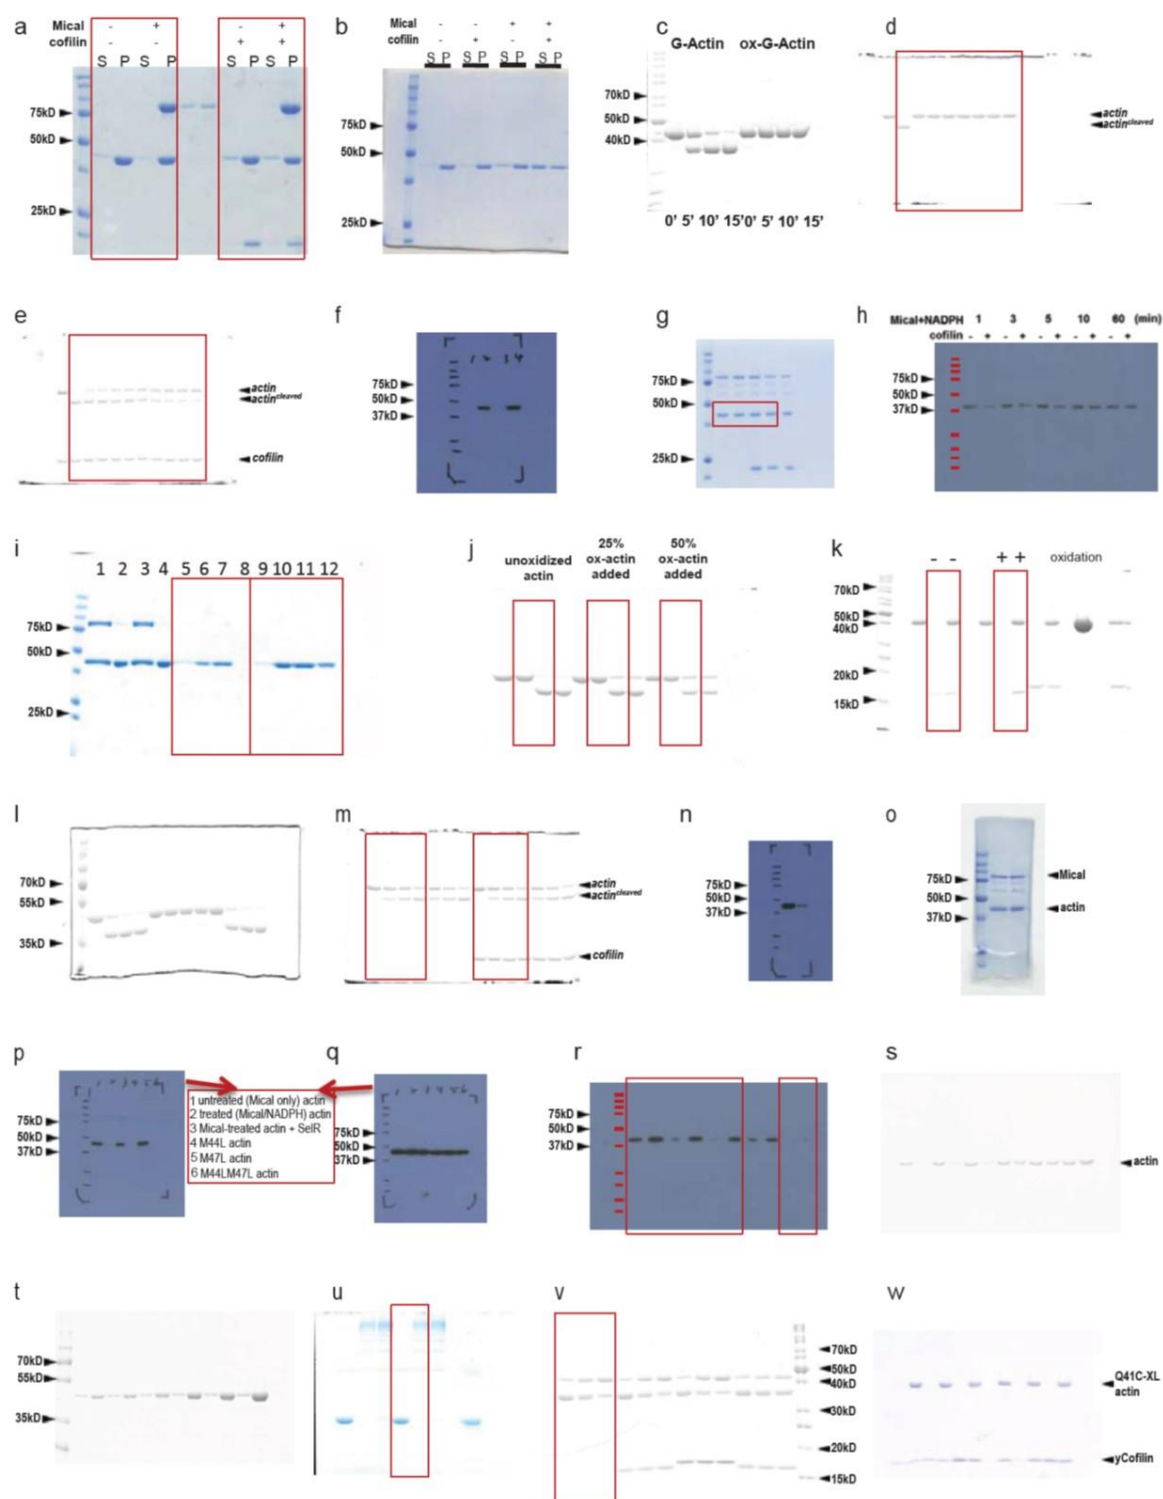 a
Mical - +   - +
cofilin - -   + +
S P S P   S P S P
75kD
50kD
25kD
b
Mical - - + +
cofilin - + - +
S P S P S P S P
75kD
50kD
25kD
c
G-Actin ox-G-Actin
70kD
50kD
40kD
0' 5' 10' 15' 0' 5' 10' 15'
d
actin
actin^cleaved
e
actin
actin^cleaved
cofilin
f
75kD
50kD
37kD
g
75kD
50kD
25kD
h
Mical+NADPH 1 3 5 10 60 (min)
cofilin - + - + - + - + - +
75kD
50kD
37kD
i
1 2 3 4 5 6 7 8 9 10 11 12
75kD
50kD
25kD
j
unoxidized actin
25% ox-actin added
50% ox-actin added
k
- - + + oxidation
70kD
50kD
40kD
20kD
15kD
l
70kD
55kD
35kD
m
actin
actin^cleaved
cofilin
n
75kD
50kD
37kD
o
75kD
50kD
37kD
Mical
actin
p
75kD
50kD
37kD
1 untreated (Mical only) actin
2 treated (Mical/NADPH) actin
3 Mical-treated actin + SelR
4 M44L actin
5 M47L actin
6 M44LM47L actin
q
75kD
50kD
37kD
r
75kD
50kD
37kD
s
actin
t
70kD
55kD
35kD
u
v
70kD
50kD
40kD
30kD
20kD
15kD
w
Q41C-XL
actin
yCofilin